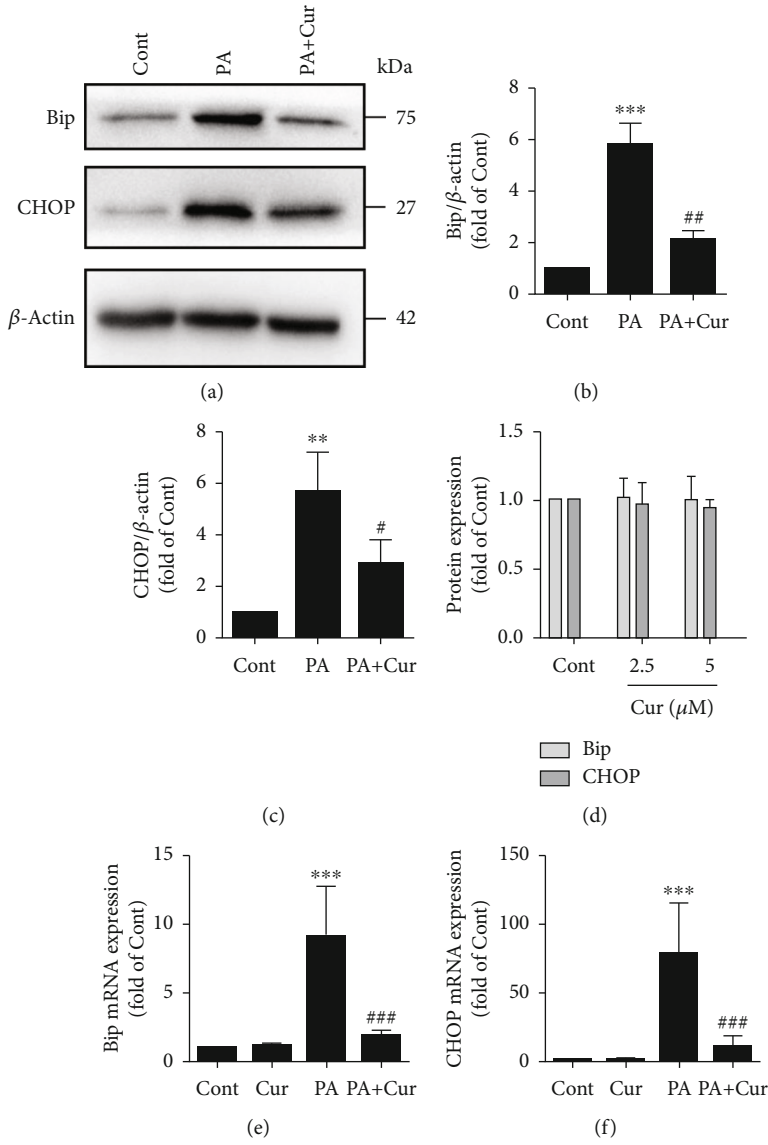 Cont PA PA+Cur kDa
Bip 75
CHOP 27
β-Actin 42
(a)
Bip/β-actin
(fold of Cont)
8
6
4
2
0
***
##
Cont PA PA+Cur
(b)
CHOP/β-actin
(fold of Cont)
8
6
4
2
0
**
#
Cont PA PA+Cur
(c)
Protein expression
(fold of Cont)
1.5
1.0
0.5
0.0
Cont 2.5 5
Cur (μM)
Bip
CHOP
(d)
Bip mRNA expression
(fold of Cont)
15
10
5
0
***
###
Cont Cur PA PA+Cur
(e)
CHOP mRNA expression
(fold of Cont)
150
100
50
0
***
###
Cont Cur PA PA+Cur
(f)